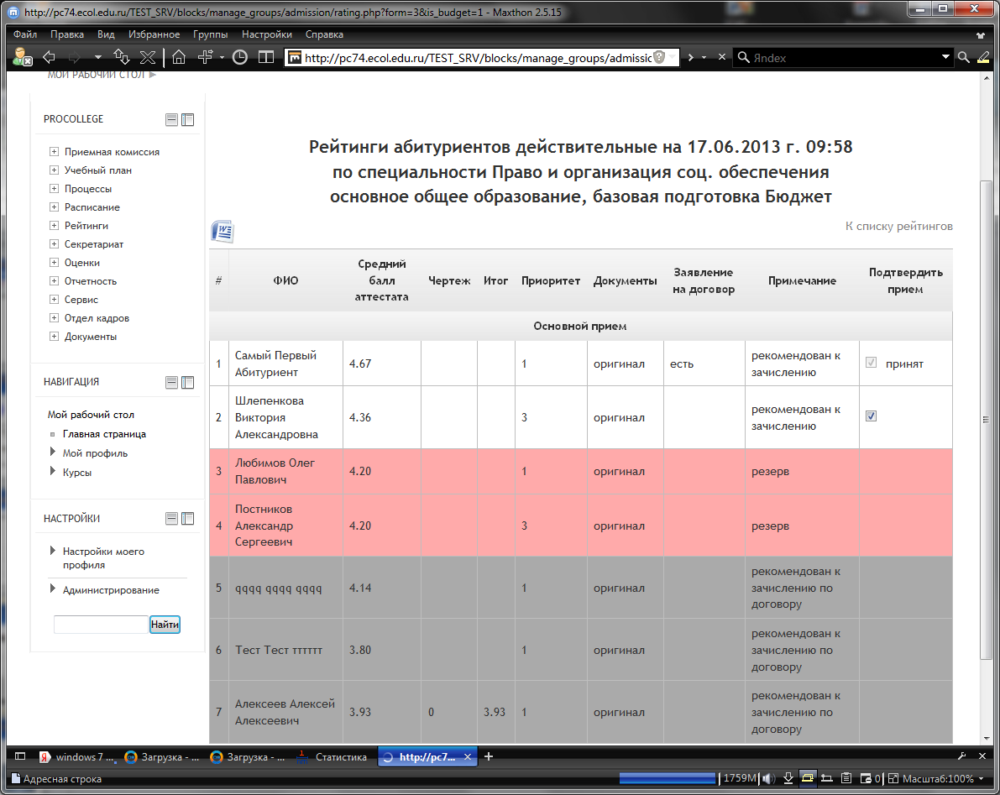 http://pc74.ecol.edu.ru/TEST_SRV/blocks/manage_groups/admission/rating.php?form=3&is_budget=1 - Maxthon 2.5.15
Файл Правка Вид Избранное Группы Настройки Справка
http://pc74.ecol.edu.ru/TEST_SRV/blocks/manage_groups/admissic
Яndex
МОЙ РАБОЧИЙ СТОЛ ►
PROCOLLEGE
Приемная комиссия
Учебный план
Процессы
Расписание
Рейтинги
Секретариат
Оценки
Отчетность
Сервис
Отдел кадров
Документы
НАВИГАЦИЯ
Мой рабочий стол
Главная страница
Мой профиль
Курсы
НАСТРОЙКИ
Настройки моего
профиля
Администрирование
Найти
Рейтинги абитуриентов действительные на 17.06.2013 г. 09:58
по специальности Право и организация соц. обеспечения
основное общее образование, базовая подготовка Бюджет
К списку рейтингов
# ФИО Средний балл аттестата Чертеж Итог Приоритет Документы Заявление на договор Примечание Подтвердить прием
Основной прием
1 Самый Первый Абитуриент 4.67 1 оригинал есть рекомендован к зачислению принят
2 Шлепенкова Виктория Александровна 4.36 3 оригинал рекомендован к зачислению
3 Любимов Олег Павлович 4.20 1 оригинал резерв
4 Постников Александр Сергеевич 4.20 3 оригинал резерв
5 qqqq qqqq qqqq 4.14 1 оригинал рекомендован к зачислению по договору
6 Тест Тест тттттт 3.80 1 оригинал рекомендован к зачислению по договору
7 Алексеев Алексей Алексеевич 3.93 0 3.93 1 оригинал рекомендован к зачислению по договору
windows 7 ... Загрузка - ... Загрузка - ... Статистика http://pc7...
Адресная строка 1759M 0 Масштаб:100%